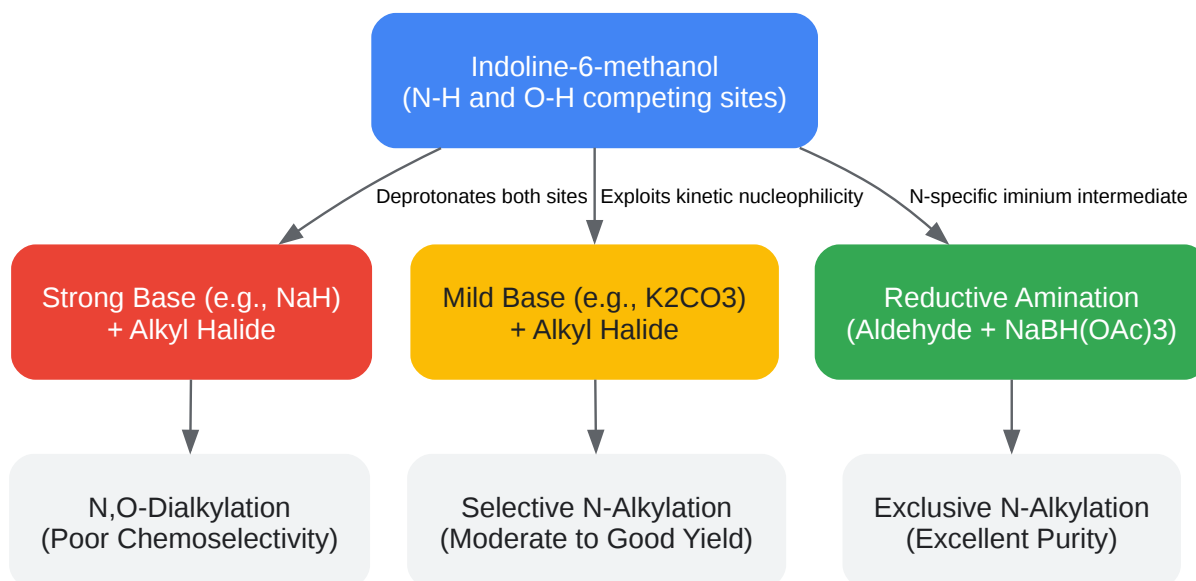 Indoline-6-methanol
(N-H and O-H competing sites)
Deprotonates both sites
Exploits kinetic nucleophilicity
N-specific iminium intermediate
Strong Base (e.g., NaH)
+ Alkyl Halide
Mild Base (e.g., K2CO3)
+ Alkyl Halide
Reductive Amination
(Aldehyde + NaBH(OAc)3)
N,O-Dialkylation
(Poor Chemoselectivity)
Selective N-Alkylation
(Moderate to Good Yield)
Exclusive N-Alkylation
(Excellent Purity)